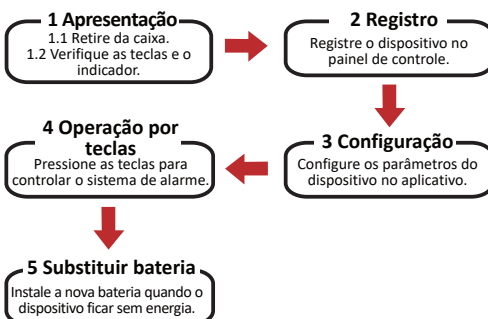 1 Apresentação
1.1 Retire da caixa.
1.2 Verifique as teclas e o
indicador.
2 Registro
Registre o dispositivo no
painel de controle.
3 Configuração
Configure os parâmetros do
dispositivo no aplicativo.
4 Operação por
teclas
Pressione as teclas para
controlar o sistema de alarme.
5 Substituir bateria
Instale a nova bateria quando o
dispositivo ficar sem energia.